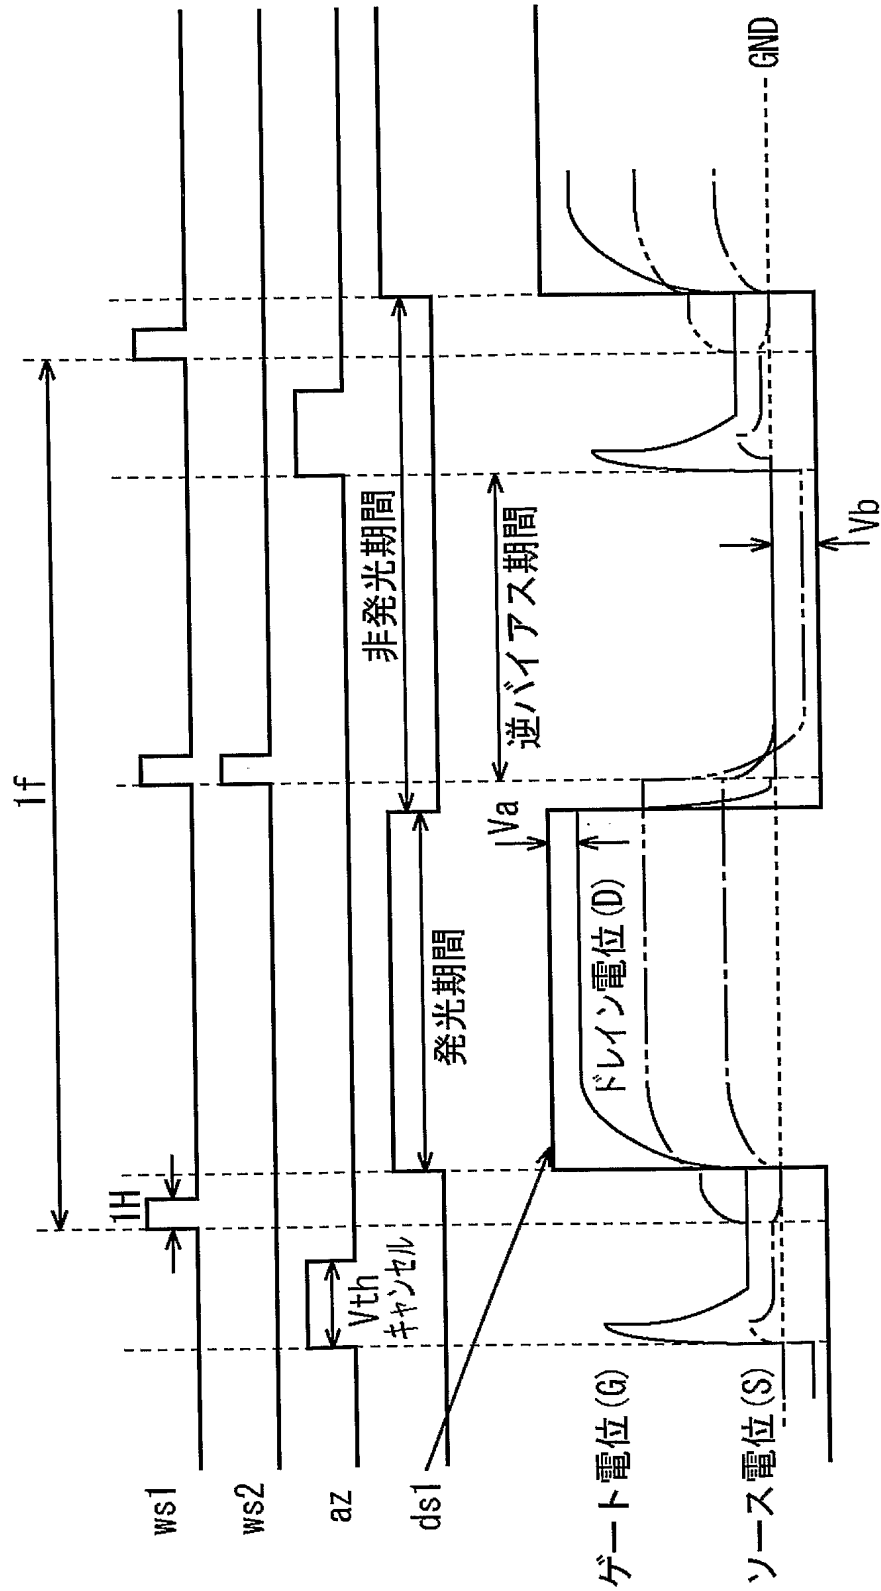 1f
ws1
1H
ws2
az
Vth
キャンセル
非発光期間
ds1
発光期間
逆バイアス期間
Va
ゲート電位(G)
ドレイン電位(D)
ソース電位(S)
GND
Vb